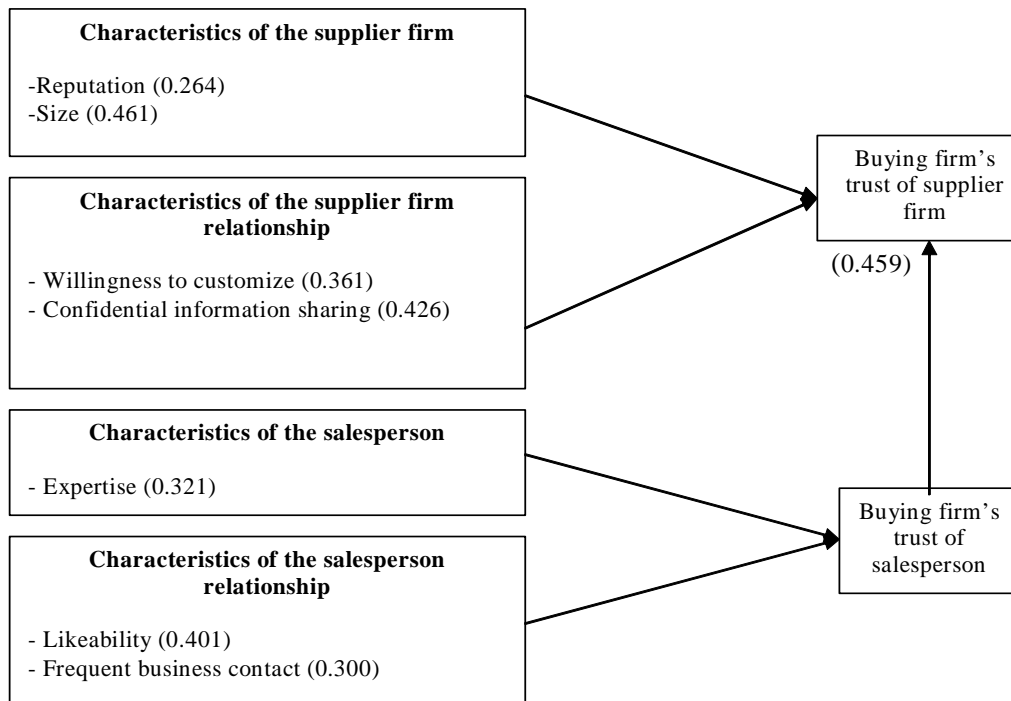 Characteristics of the supplier firm
-Reputation (0.264)
-Size (0.461)
Characteristics of the supplier firm
relationship
- Willingness to customize (0.361)
- Confidential information sharing (0.426)
Characteristics of the salesperson
- Expertise (0.321)
Characteristics of the salesperson
relationship
- Likeability (0.401)
- Frequent business contact (0.300)
Buying firm’s
trust of supplier
firm
(0.459)
Buying firm’s
trust of
salesperson